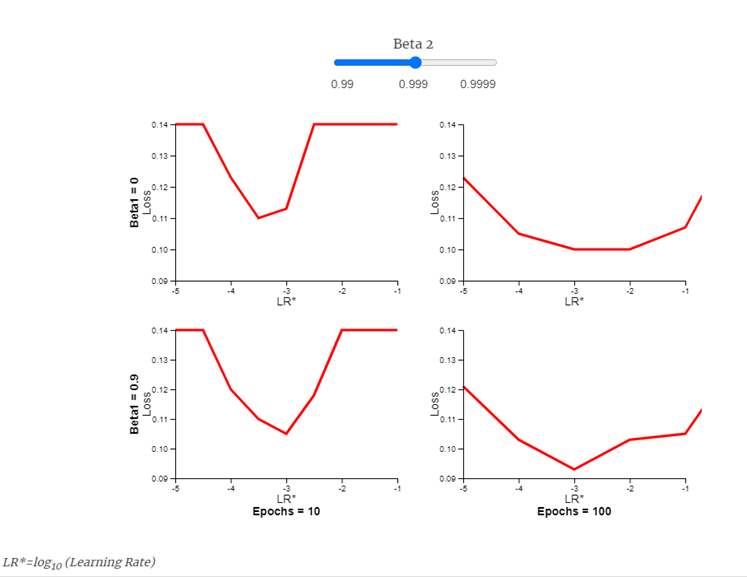 Beta 2
0.99 0.999 0.9999
0.14
0.13
0.12
0.11
0.10
0.09
Beta1 = 0
Loss
-5 -4 -3 -2 -1
LR*
0.14
0.13
0.12
0.11
0.10
0.09
Loss
-5 -4 -3 -2 -1
LR*
0.14
0.13
0.12
0.11
0.10
0.09
Beta1 = 0.9
Loss
-5 -4 -3 -2 -1
LR*
Epochs = 10
0.14
0.13
0.12
0.11
0.10
0.09
Loss
-5 -4 -3 -2 -1
LR*
Epochs = 100
LR*=log10 (Learning Rate)